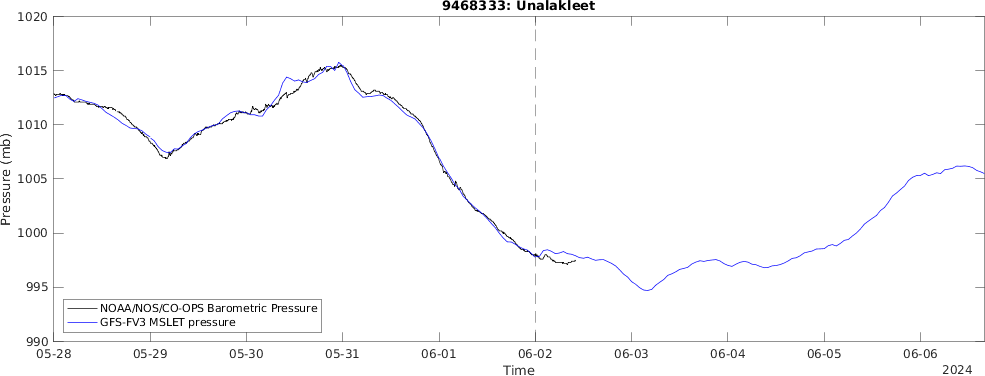 9468333: Unalakleet
Pressure (mb)
1020
1015
1010
1005
1000
995
990
NOAA/NOS/CO-OPS Barometric Pressure
GFS-FV3 MSLET pressure
05-28 05-29 05-30 05-31 06-01 06-02 06-03 06-04 06-05 06-06
Time
2024